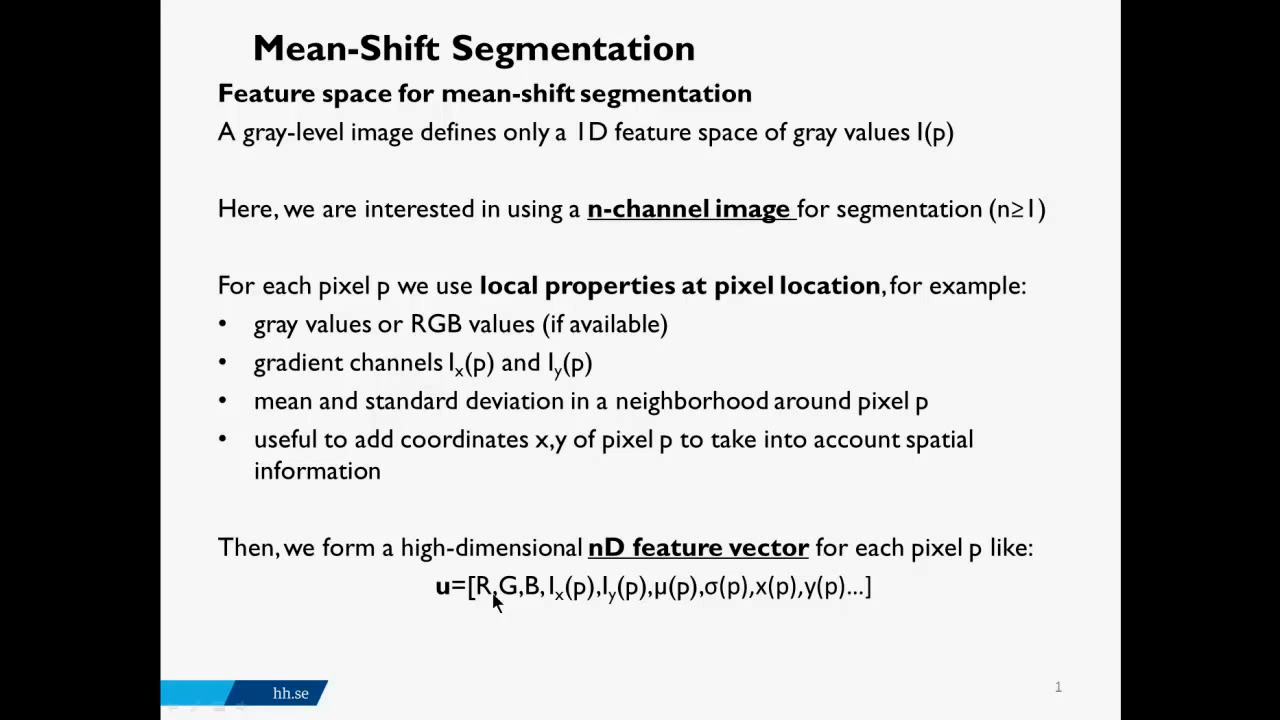 Mean-Shift Segmentation
Feature space for mean-shift segmentation
A gray-level image defines only a 1D feature space of gray values I(p)
Here, we are interested in using a n-channel image for segmentation (n≥1)
For each pixel p we use local properties at pixel location, for example:
• gray values or RGB values (if available)
• gradient channels Ix(p) and Iy(p)
• mean and standard deviation in a neighborhood around pixel p
• useful to add coordinates x,y of pixel p to take into account spatial
information
Then, we form a high-dimensional nD feature vector for each pixel p like:
u=[R,G,B,Ix(p),Iy(p),μ(p),σ(p),x(p),y(p)...]
hh.se
1